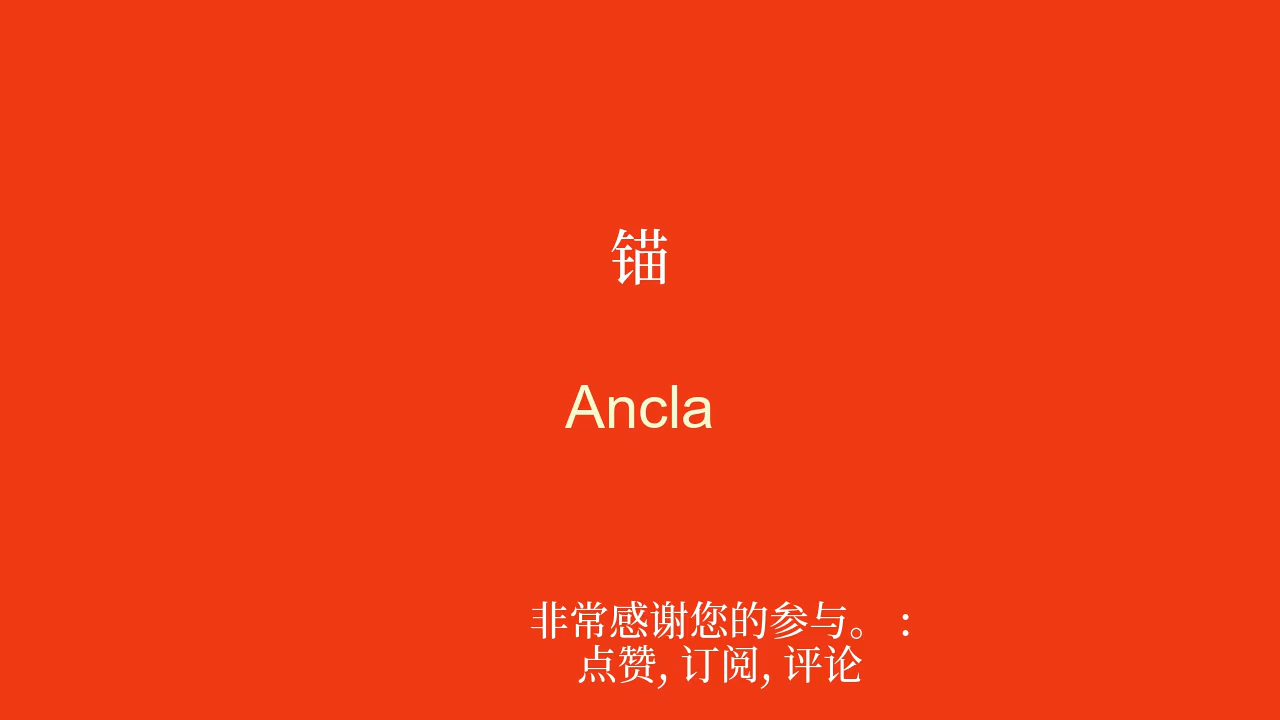 锚
Ancla
非常感谢您的参与。 :
点赞, 订阅, 评论